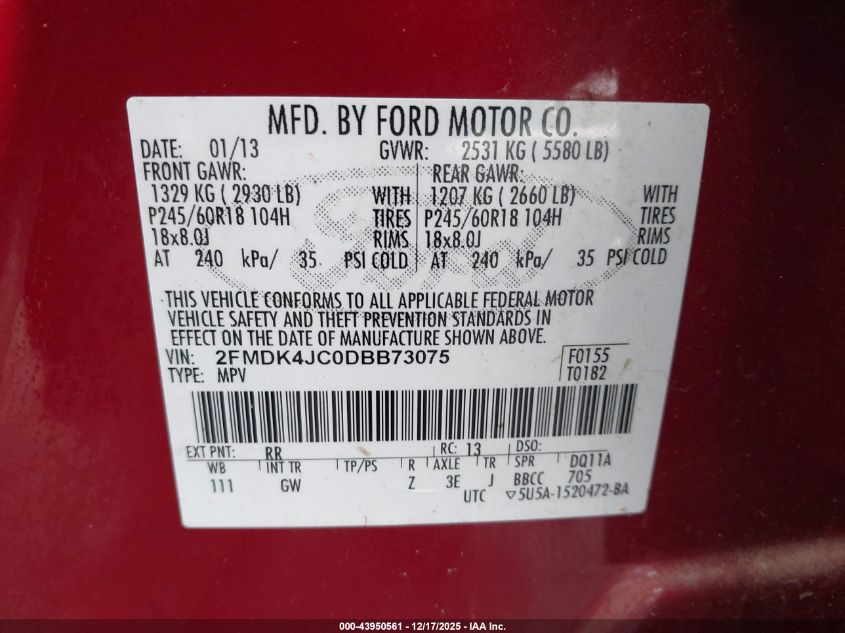 MFD. BY FORD MOTOR CO.
DATE: 01/13 GVWR: 2531 KG ( 5580 LB)
FRONT GAWR: REAR GAWR:
1329 KG ( 2930 LB) WITH 1207 KG ( 2660 LB) WITH
P245/60R18 104H TIRES P245/60R18 104H TIRES
18x8.0J RIMS 18x8.0J RIMS
AT 240 kPa/ 35 PSI COLD AT 240 kPa/ 35 PSI COLD
Ford
THIS VEHICLE CONFORMS TO ALL APPLICABLE FEDERAL MOTOR
VEHICLE SAFETY AND THEFT PREVENTION STANDARDS IN
EFFECT ON THE DATE OF MANUFACTURE SHOWN ABOVE.
VIN: 2FMDK4JC0DBB73075 F0155
TYPE: MPV T0182
EXT PNT: RR RC: 13 DSO:
WB INT TR TP/PS R AXLE TR SPR DQ11A
111 GW Z 3E J BBCC 705
UTC ▽5U5A-1520472-BA
000-43950561 - 12/17/2025 - IAA Inc.